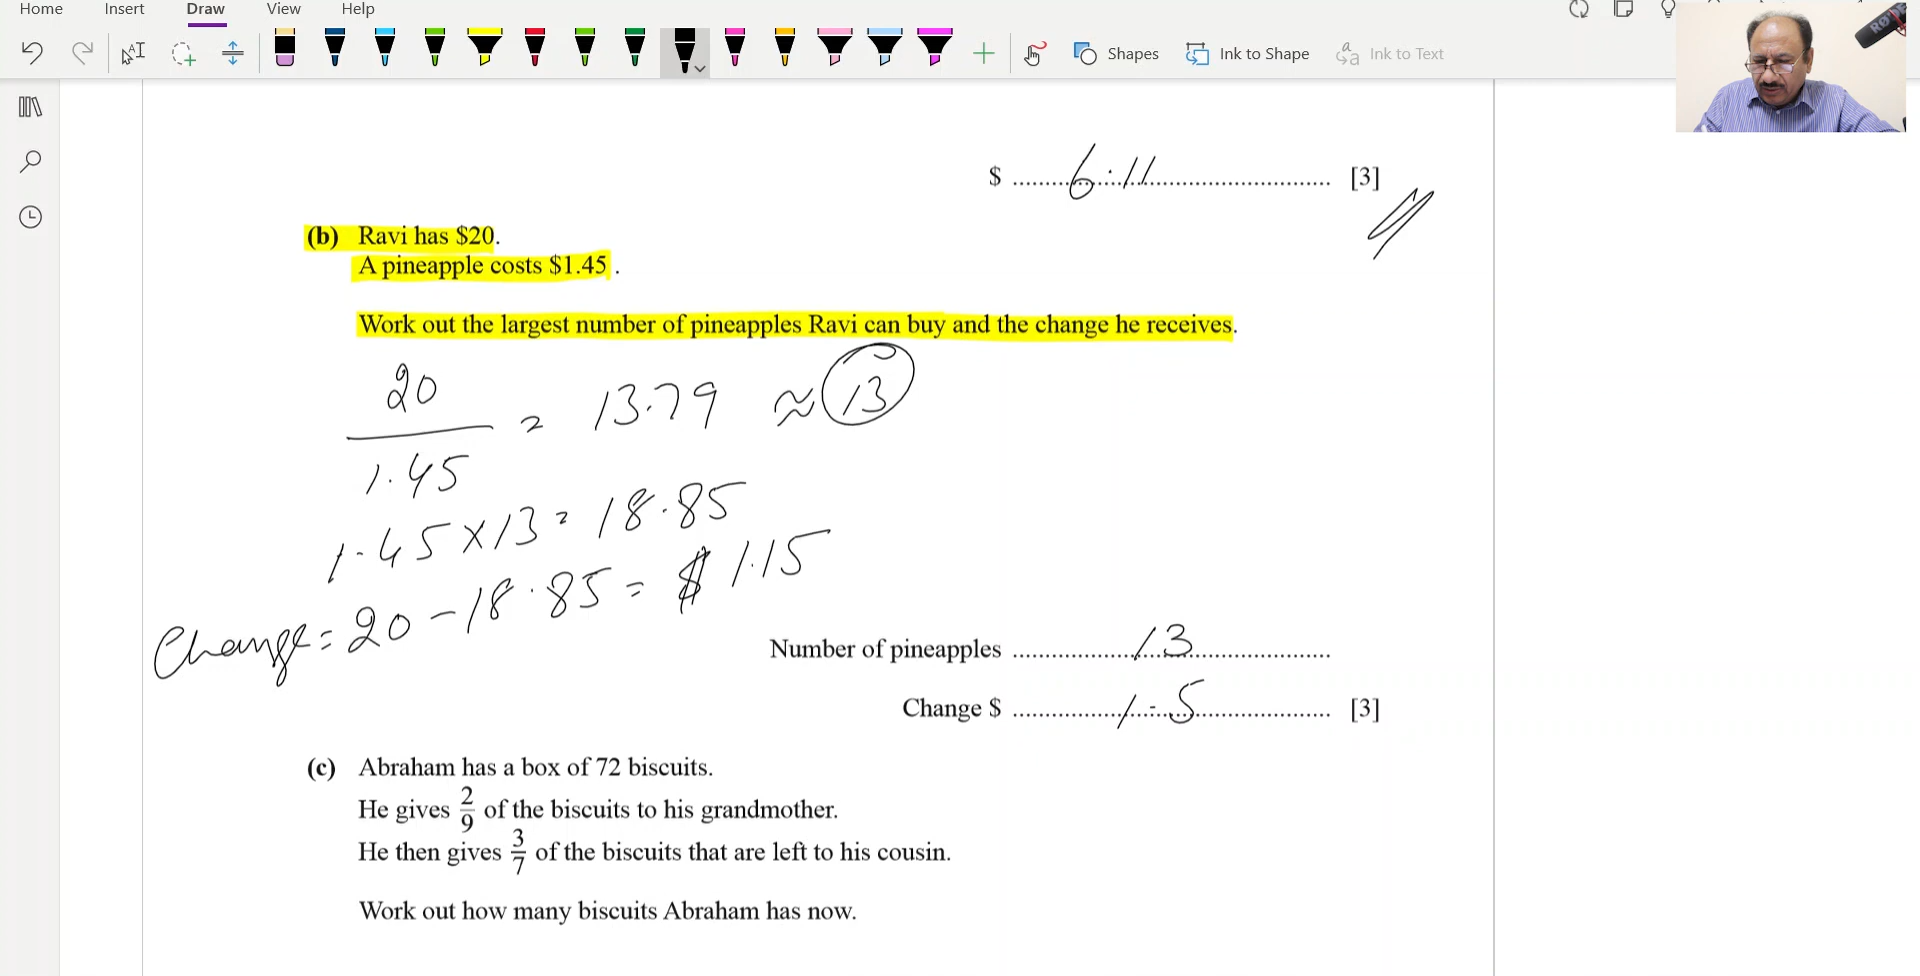 Home Insert Draw View Help
Shapes Ink to Shape Ink to Text
RØDE
$ ........6.11........ [3]
(b) Ravi has $20.
A pineapple costs $1.45 .
Work out the largest number of pineapples Ravi can buy and the change he receives.
20
1.45
= 13.79 ≈ 13
1.45 × 13 = 18.85
Change = 20 - 18.85 = $ 1.15
Number of pineapples ........13........
Change $ ........1-5........ [3]
(c) Abraham has a box of 72 biscuits.
He gives 2/9 of the biscuits to his grandmother.
He then gives 3/7 of the biscuits that are left to his cousin.
Work out how many biscuits Abraham has now.